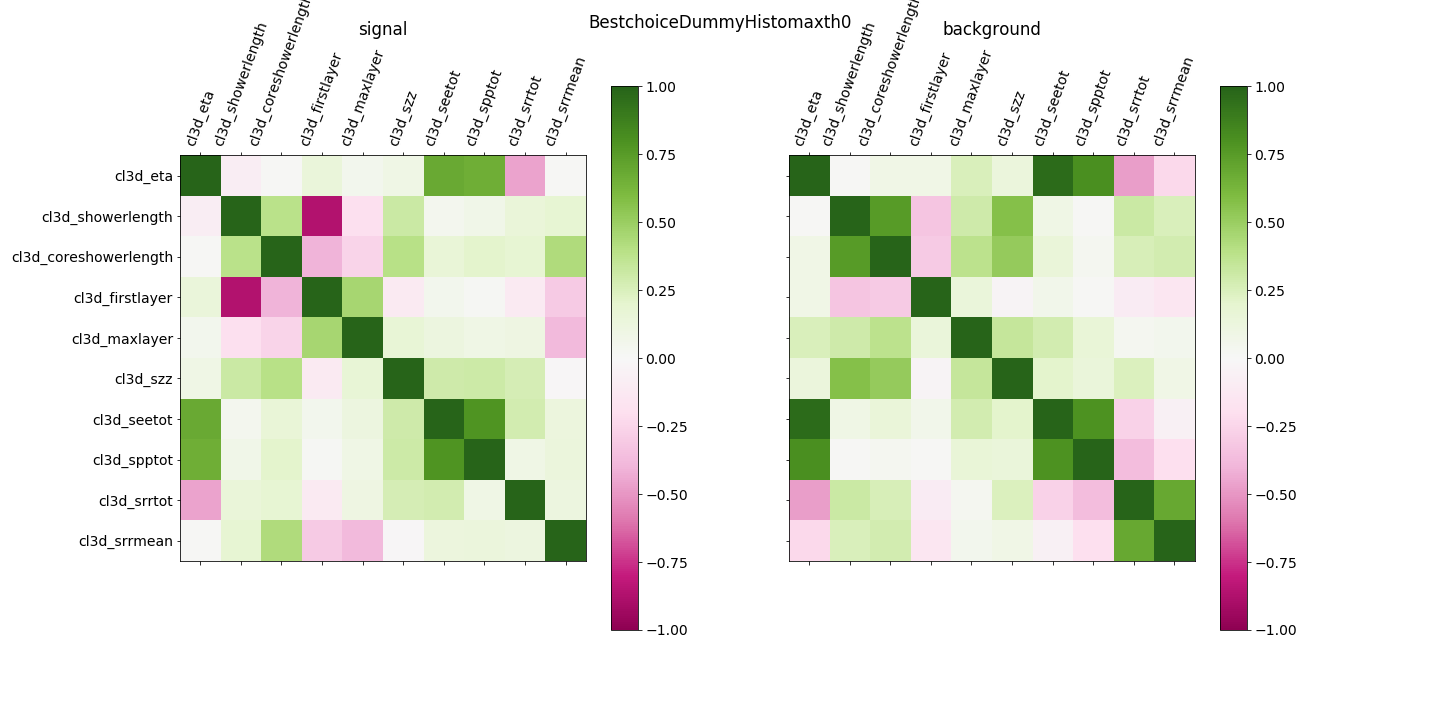 BestchoiceDummyHistomaxth0
signal
cl3d_eta
cl3d_showerlength
cl3d_coreshowerlength
cl3d_firstlayer
cl3d_maxlayer
cl3d_szz
cl3d_seetot
cl3d_spptot
cl3d_srrtot
cl3d_srrmean
cl3d_eta
cl3d_showerlength
cl3d_coreshowerlength
cl3d_firstlayer
cl3d_maxlayer
cl3d_szz
cl3d_seetot
cl3d_spptot
cl3d_srrtot
cl3d_srrmean
1.00
0.75
0.50
0.25
0.00
−0.25
−0.50
−0.75
−1.00
background
cl3d_eta
cl3d_showerlength
cl3d_coreshowerlength
cl3d_firstlayer
cl3d_maxlayer
cl3d_szz
cl3d_seetot
cl3d_spptot
cl3d_srrtot
cl3d_srrmean
1.00
0.75
0.50
0.25
0.00
−0.25
−0.50
−0.75
−1.00